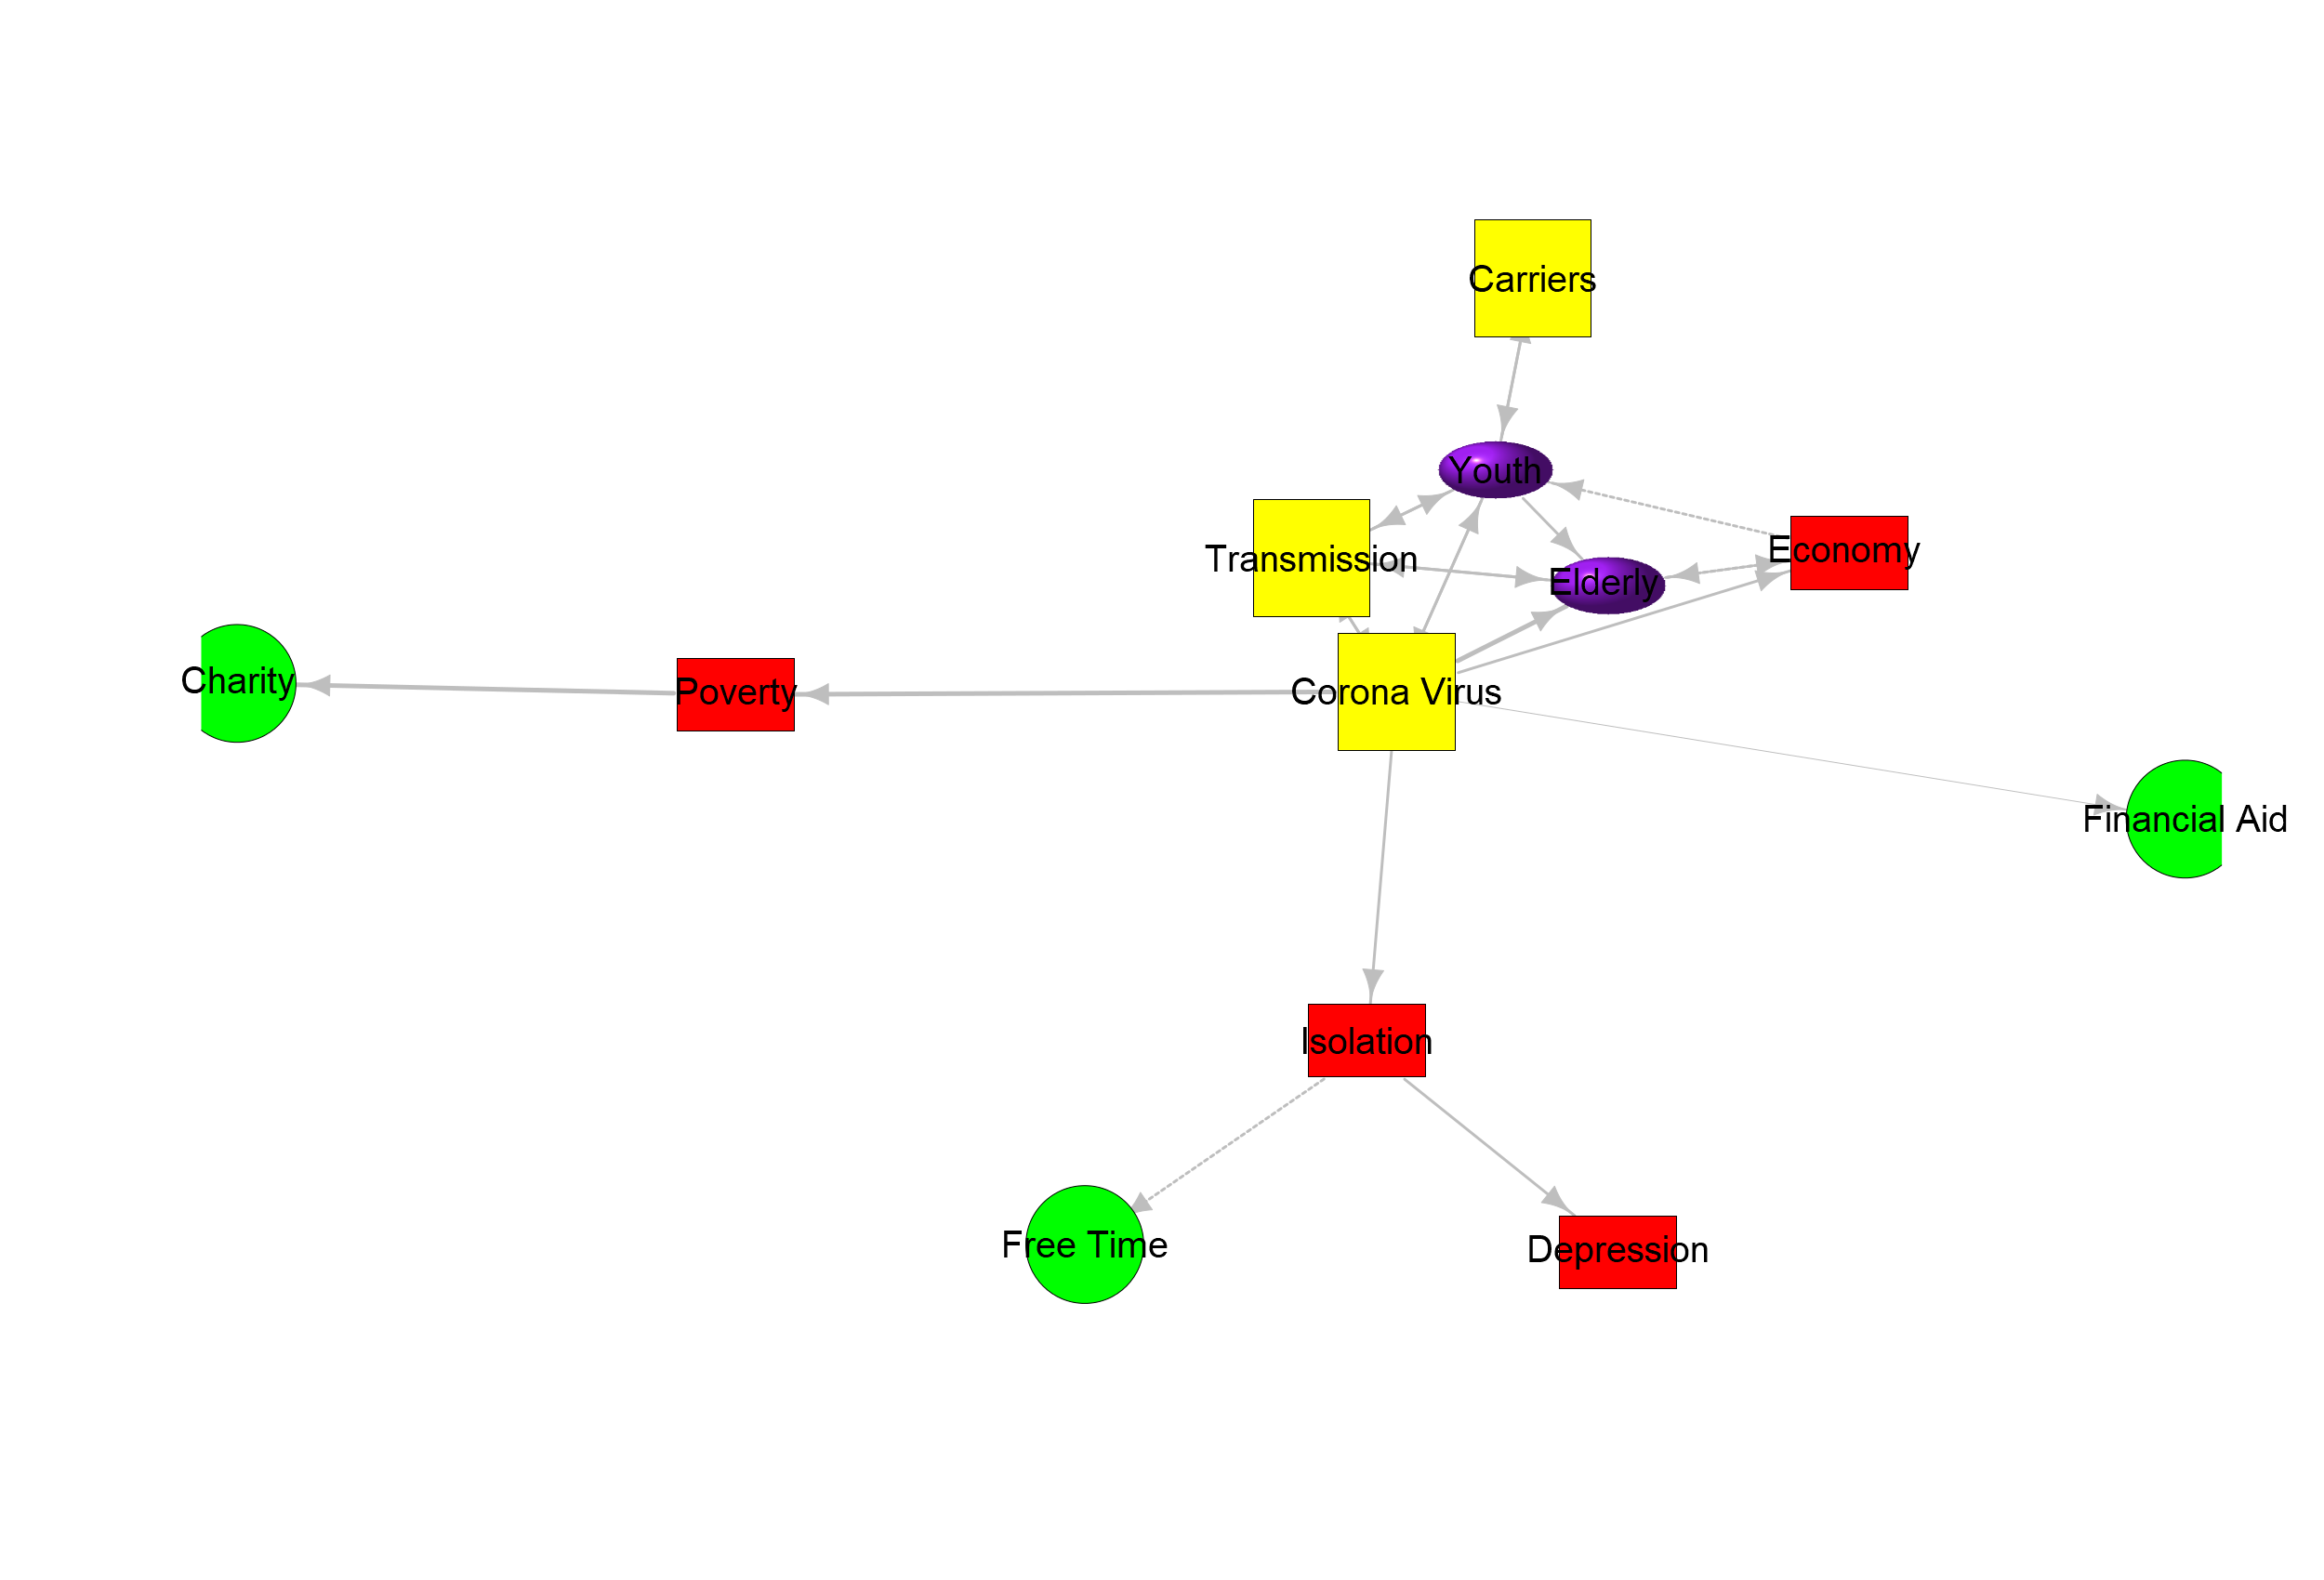 Carriers
Youth
Transmission
Economy
Elderly
Charity
Poverty
Corona Virus
Financial Aid
Isolation
Free Time
Depression